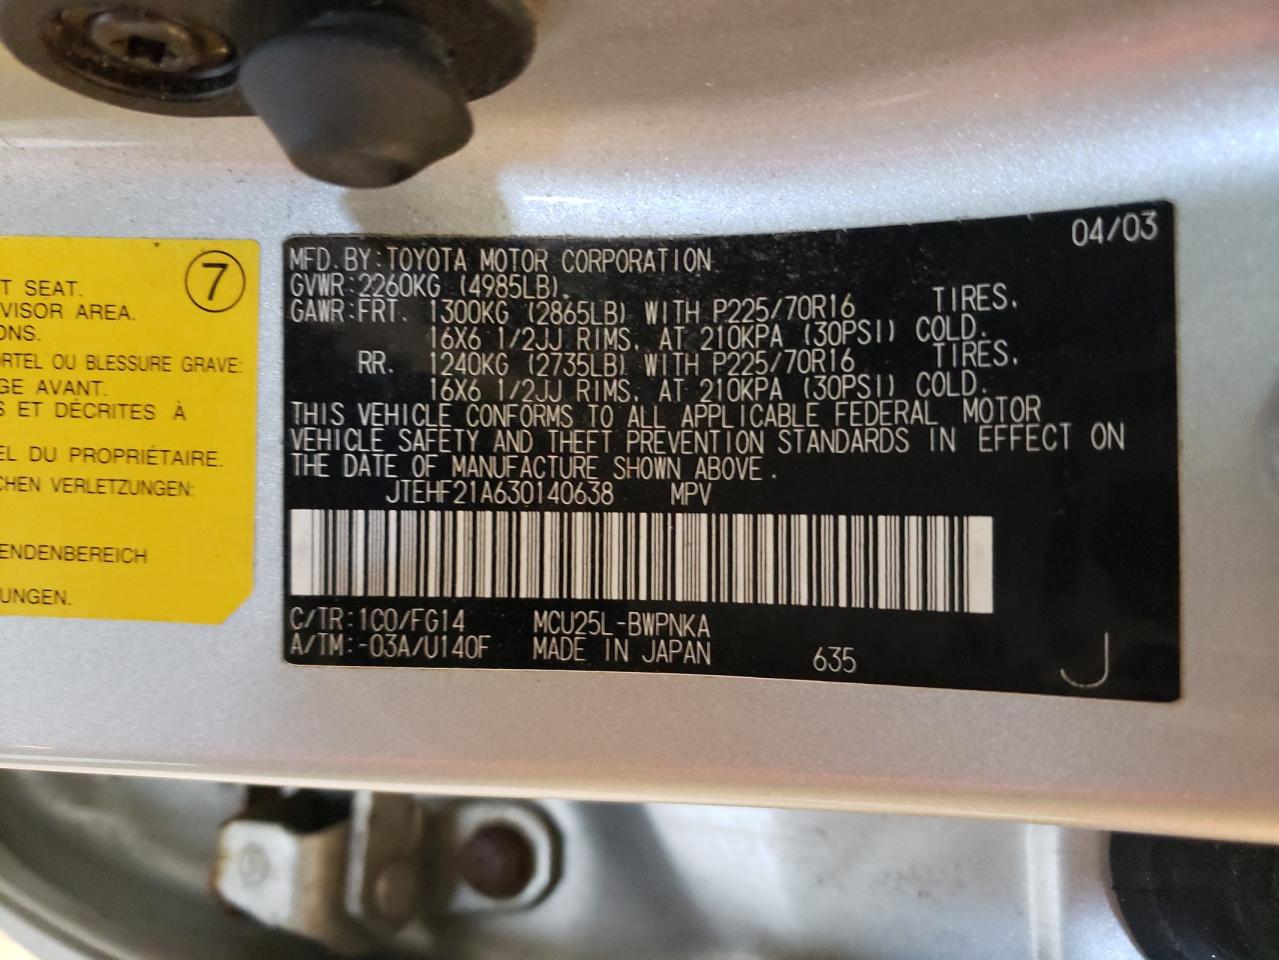 T SEAT.
VISOR AREA.
ONS.
7
ORTEL OU BLESSURE GRAVE:
GE AVANT.
S ET DÉCRITES À
EL DU PROPRIÉTAIRE.
CHEN VERLETZUNGEN:
ENDENBEREICH
UNGEN.
04/03
MFD. BY: TOYOTA MOTOR CORPORATION
GVWR: 2260KG (4985LB).
GAWR: FRT. 1300KG (2865LB) WITH P225/70R16 TIRES,
16X6 1/2JJ RIMS, AT 210KPA (30PSI) COLD.
RR. 1240KG (2735LB) WITH P225/70R16 TIRES,
16X6 1/2JJ RIMS, AT 210KPA (30PSI) COLD.
THIS VEHICLE CONFORMS TO ALL APPLICABLE FEDERAL MOTOR
VEHICLE SAFETY AND THEFT PREVENTION STANDARDS IN EFFECT ON
THE DATE OF MANUFACTURE SHOWN ABOVE.
JTEHF21A630140638 MPV
C/TR: 1C0/FG14 MCU25L-BWPNKA
A/TM: -03A/U140F MADE IN JAPAN 635 J